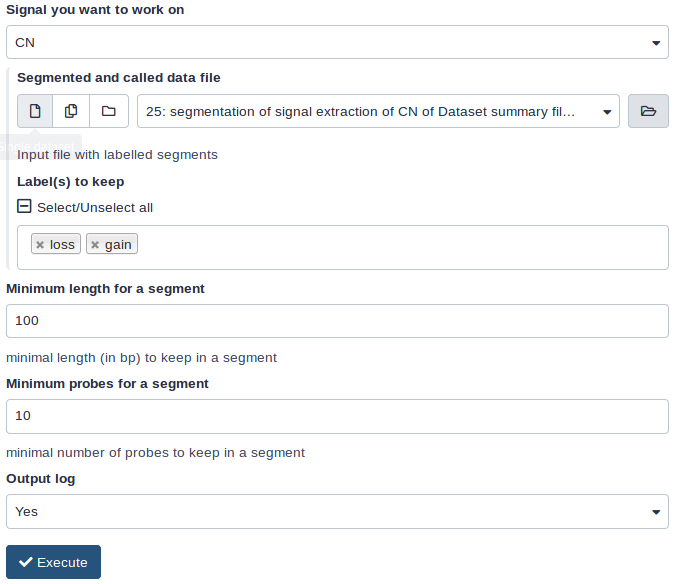 Signal you want to work on
CN
Segmented and called data file
25: segmentation of signal extraction of CN of Dataset summary fil...
Input file with labelled segments
Label(s) to keep
Select/Unselect all
loss gain
Minimum length for a segment
100
minimal length (in bp) to keep in a segment
Minimum probes for a segment
10
minimal number of probes to keep in a segment
Output log
Yes
Execute